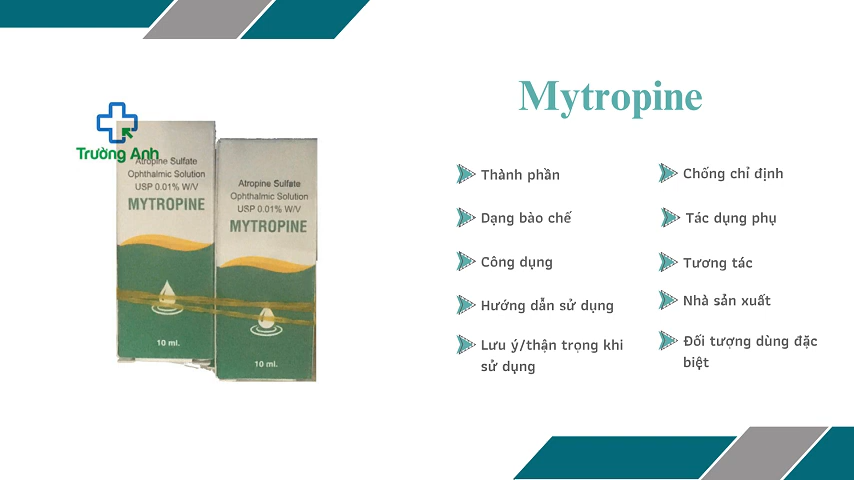 Mytropine
Trường Anh
Atropine Sulfate
Ophthalmic Solution
USP 0.01% W/V
MYTROPINE
10 ml.
Atropine Sulfate
Ophthalmic Solution
USP 0.01% W/V
MYTROPINE
10 ml.
Thành phần
Dạng bào chế
Công dụng
Hướng dẫn sử dụng
Lưu ý/thận trọng khi
sử dụng
Chống chỉ định
Tác dụng phụ
Tương tác
Nhà sản xuất
Đối tượng dùng đặc
biệt